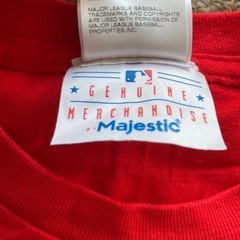 MAJOR LEAGUE BASEBALL
TRADEMARKS AND COPYRIGHTS
ARE USED WITH PERMISSION OF
MAJOR LEAGUE BASEBALL
PROPERTIES, INC.
GENUINE
MERCHANDISE
Majestic